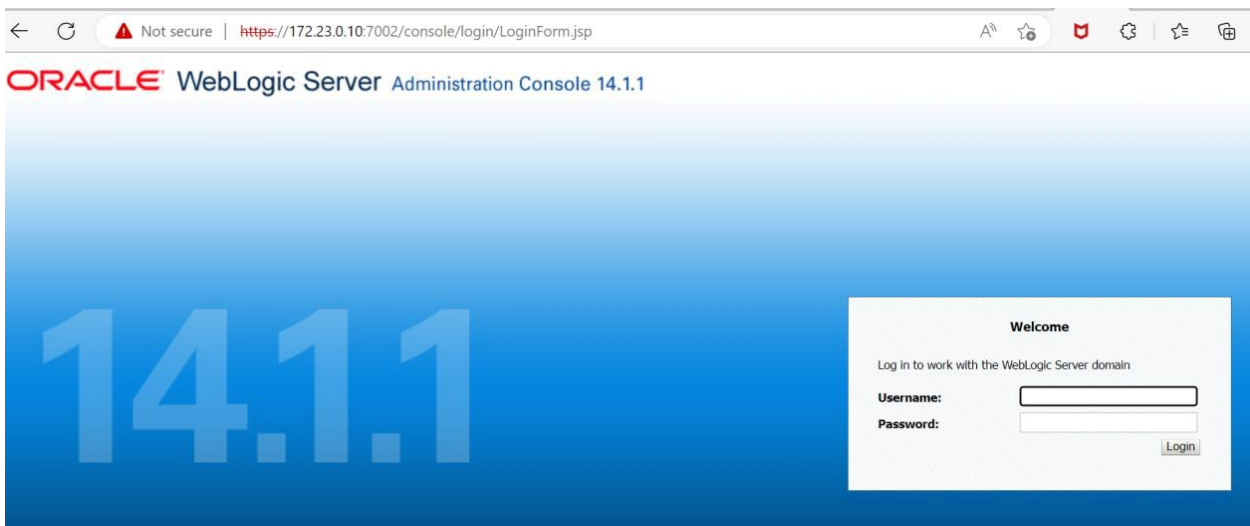 Not secure | https://172.23.0.10:7002/console/login/LoginForm.jsp
ORACLE WebLogic Server Administration Console 14.1.1
14.1.1
Welcome
Log in to work with the WebLogic Server domain
Username:
Password:
Login